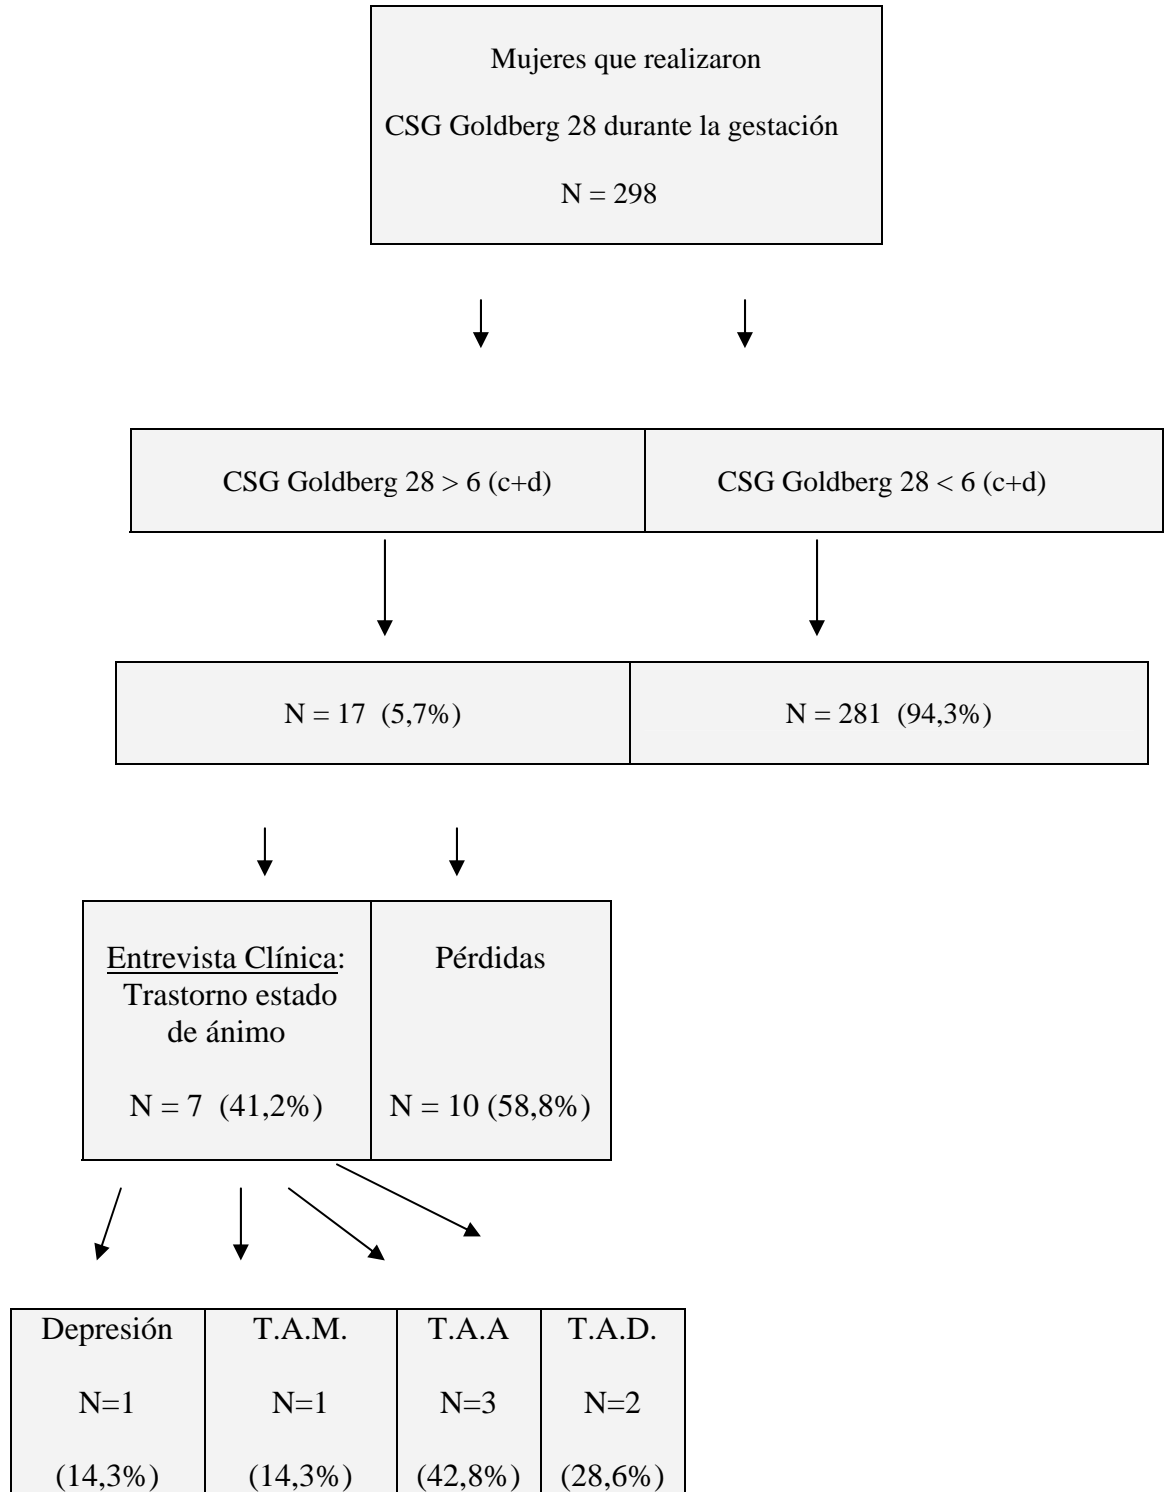 Mujeres que realizaron
CSG Goldberg 28 durante la gestación
N = 298
CSG Goldberg 28 > 6 (c+d)
CSG Goldberg 28 < 6 (c+d)
N = 17 (5,7%)
N = 281 (94,3%)
Entrevista Clínica:
Trastorno estado
de ánimo
N = 7 (41,2%)
Pérdidas
N = 10 (58,8%)
Depresión
N=1
(14,3%)
T.A.M.
N=1
(14,3%)
T.A.A
N=3
(42,8%)
T.A.D.
N=2
(28,6%)